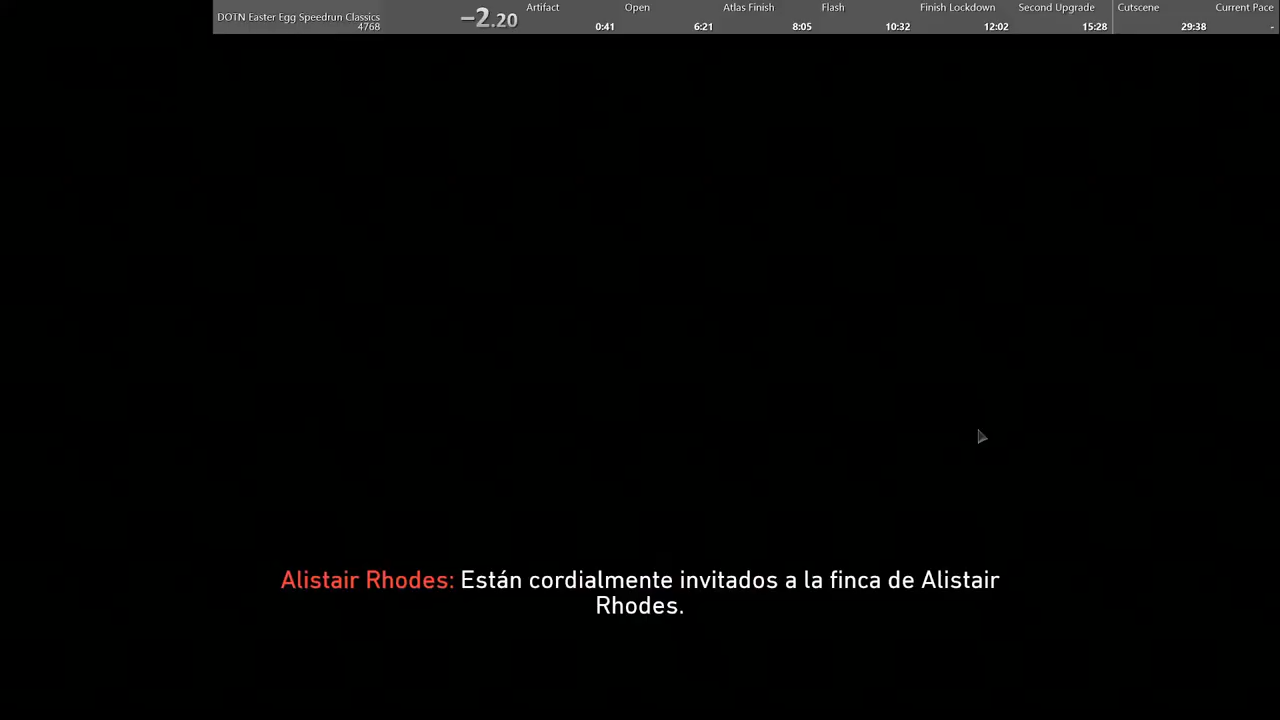 DOTN Easter Egg Speedrun Classics
4768
−2.20
Artifact Open Atlas Finish Flash Finish Lockdown Second Upgrade Cutscene Current Pace
0:41 6:21 8:05 10:32 12:02 15:28 29:38 -
Alistair Rhodes: Están cordialmente invitados a la finca de Alistair
Rhodes.